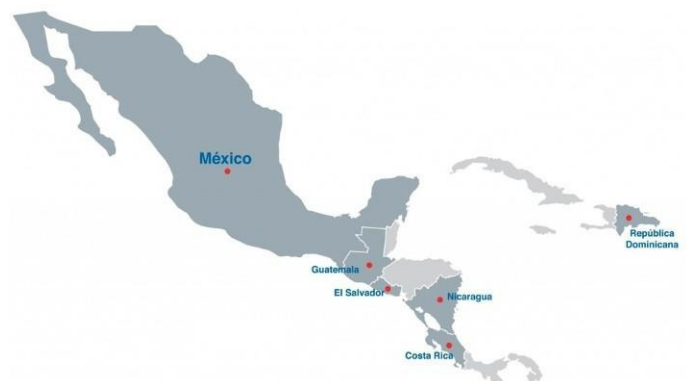 México
República
Dominicana
Guatemala
El Salvador
Nicaragua
Costa Rica